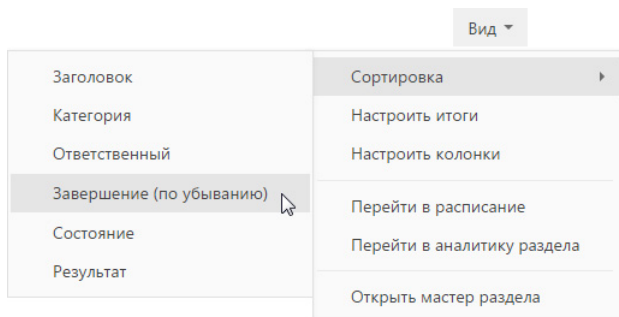 Вид
Сортировка
Настроить итоги
Настроить колонки
Перейти в расписание
Перейти в аналитику раздела
Открыть мастер раздела
Заголовок
Категория
Ответственный
Завершение (по убыванию)
Состояние
Результат